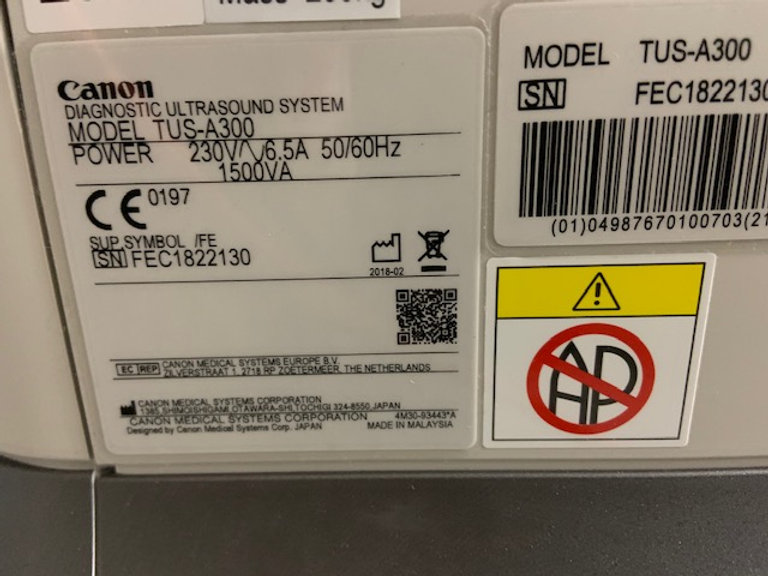 Canon
DIAGNOSTIC ULTRASOUND SYSTEM
MODEL TUS-A300
POWER 230V∿6.5A 50/60Hz
1500VA
CE 0197
SUP.SYMBOL /FE
SN FEC1822130
2018-02
EC REP CANON MEDICAL SYSTEMS EUROPE B.V.
ZILVERSTRAAT 1, 2718 RP ZOETERMEER, THE NETHERLANDS
CANON MEDICAL SYSTEMS CORPORATION
1385, SHIMOISHIGAMI, OTAWARA-SHI, TOCHIGI 324-8550, JAPAN
CANON MEDICAL SYSTEMS CORPORATION 4M30-93443*A
Designed by Canon Medical Systems Corp. JAPAN MADE IN MALAYSIA
MODEL TUS-A300
SN FEC1822130
(01)04987670100703(21
AP